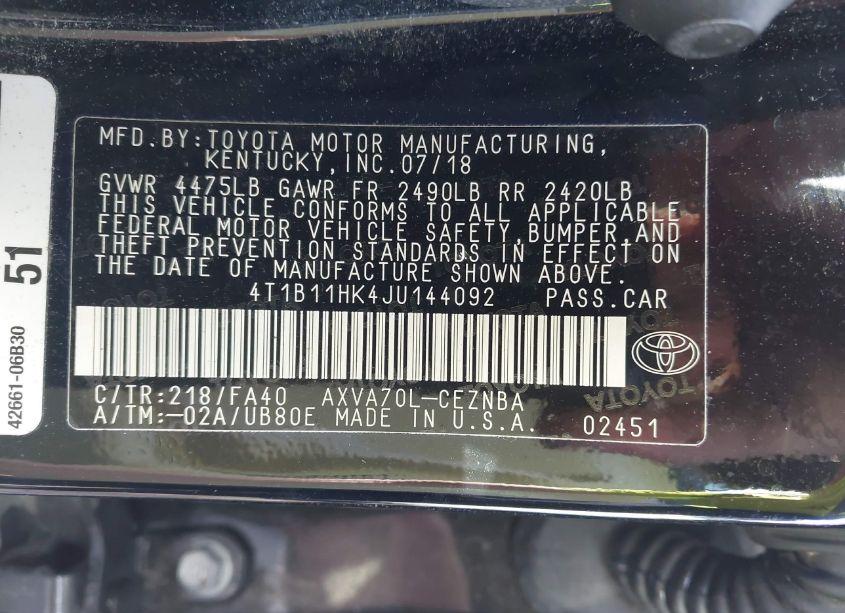 MFD.BY:TOYOTA MOTOR MANUFACTURING,
KENTUCKY,INC.07/18
GVWR 4475LB GAWR FR 2490LB RR 2420LB
THIS VEHICLE CONFORMS TO ALL APPLICABLE
FEDERAL MOTOR VEHICLE SAFETY,BUMPER,AND
THEFT PREVENTION STANDARDS IN EFFECT ON
THE DATE OF MANUFACTURE SHOWN ABOVE.
4T1B11HK4JU144092 PASS.CAR
C/TR:218/FA40 AXVA70L-CEZNBA
A/TM:-02A/UB80E MADE IN U.S.A. 02451
TOYOTA
51
42661-06B30